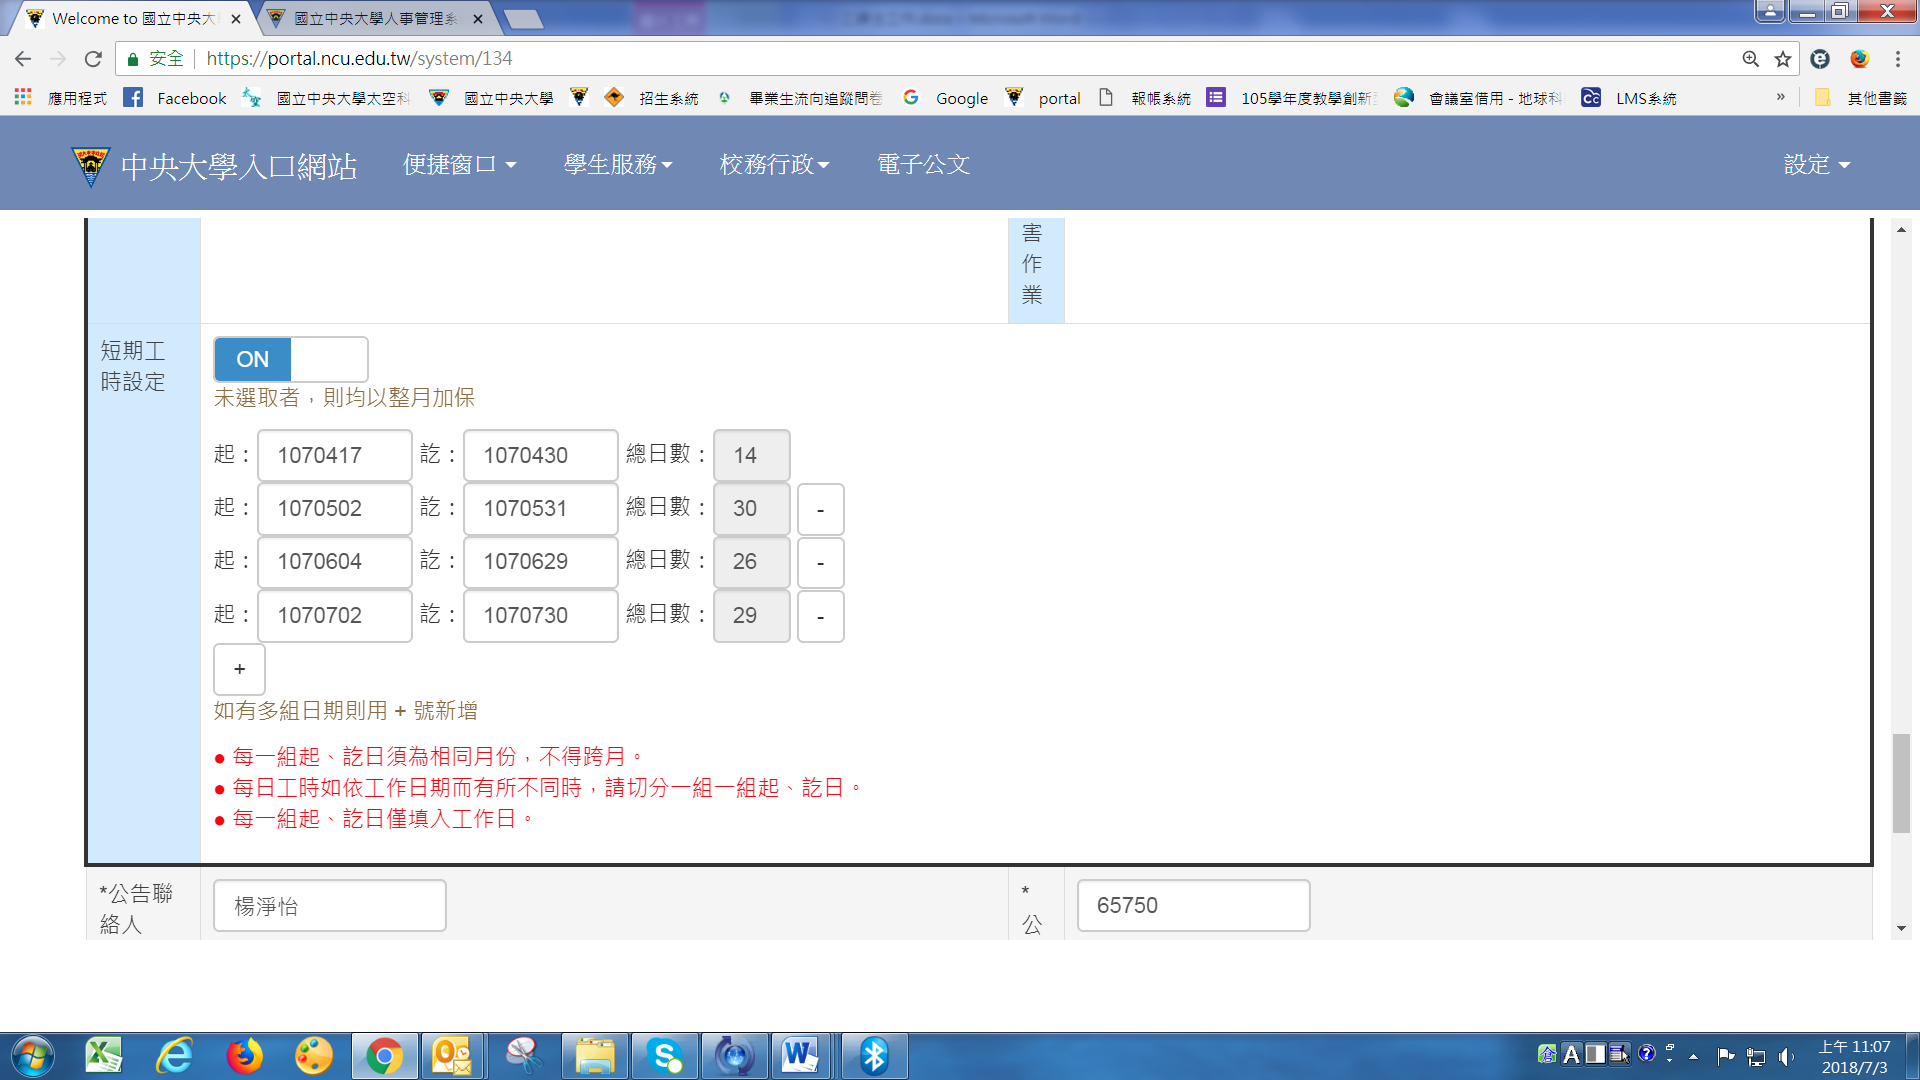 Welcome to 國立中央大
國立中央大學人事管理系
安全
https://portal.ncu.edu.tw/system/134
應用程式
Facebook
國立中央大學太空科
國立中央大學
招生系統
畢業生流向追蹤問卷
Google
portal
報帳系統
105學年度教學創新
會議室借用 - 地球科
LMS系統
»
其他書籤
中央大學入口網站
便捷窗口
學生服務
校務行政
電子公文
設定
害
作
業
短期工
時設定
ON
未選取者，則均以整月加保
起： 1070417 訖： 1070430 總日數： 14
起： 1070502 訖： 1070531 總日數： 30 -
起： 1070604 訖： 1070629 總日數： 26 -
起： 1070702 訖： 1070730 總日數： 29 -
+
如有多組日期則用 + 號新增
● 每一組起、訖日須為相同月份，不得跨月。
● 每日工時如依工作日期而有所不同時，請切分一組一組起、訖日。
● 每一組起、訖日僅填入工作日。
*公告聯
絡人
楊淨怡
*
公
65750
上午 11:07
2018/7/3